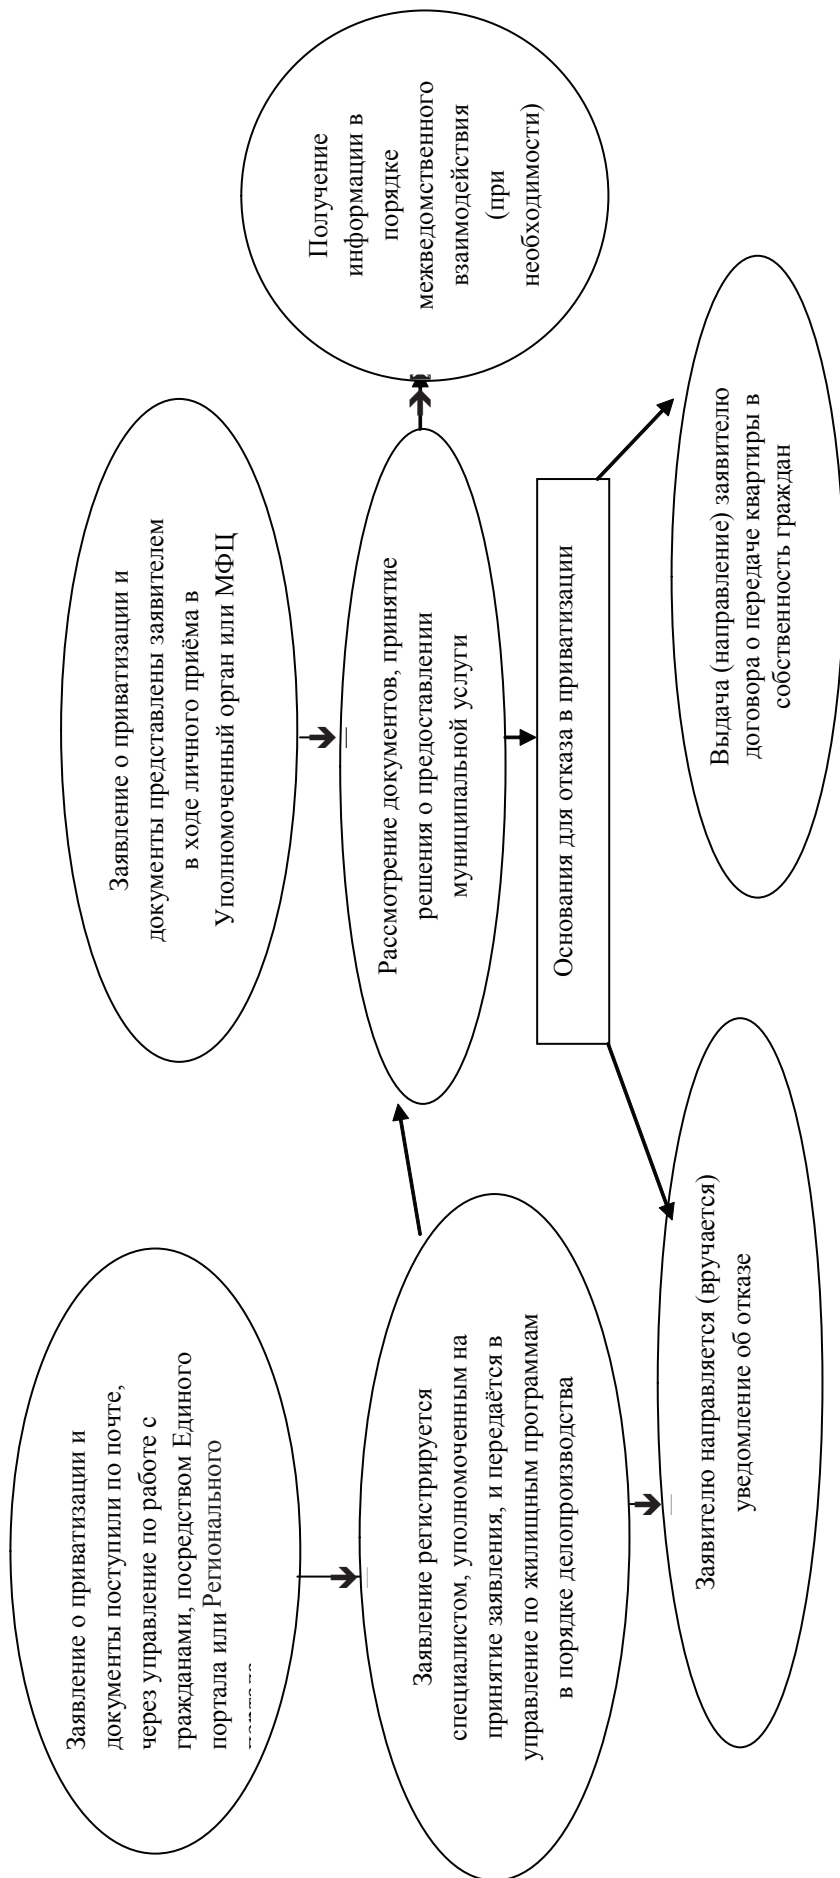 Заявление о приватизации и
документы поступили по почте,
через управление по работе с
гражданами, посредством Единого
портала или Регионального
Заявление о приватизации и
документы представлены заявителем
в ходе личного приёма в
Уполномоченный орган или МФЦ
Заявление регистрируется
специалистом, уполномоченным на
принятие заявления, и передаётся в
управление по жилищным программам
в порядке делопроизводства
Рассмотрение документов, принятие
решения о предоставлении
муниципальной услуги
Получение
информации в
порядке
межведомственного
взаимодействия
(при
необходимости)
Основания для отказа в приватизации
Заявителю направляется (вручается)
уведомление об отказе
Выдача (направление) заявителю
договора о передаче квартиры в
собственность граждан